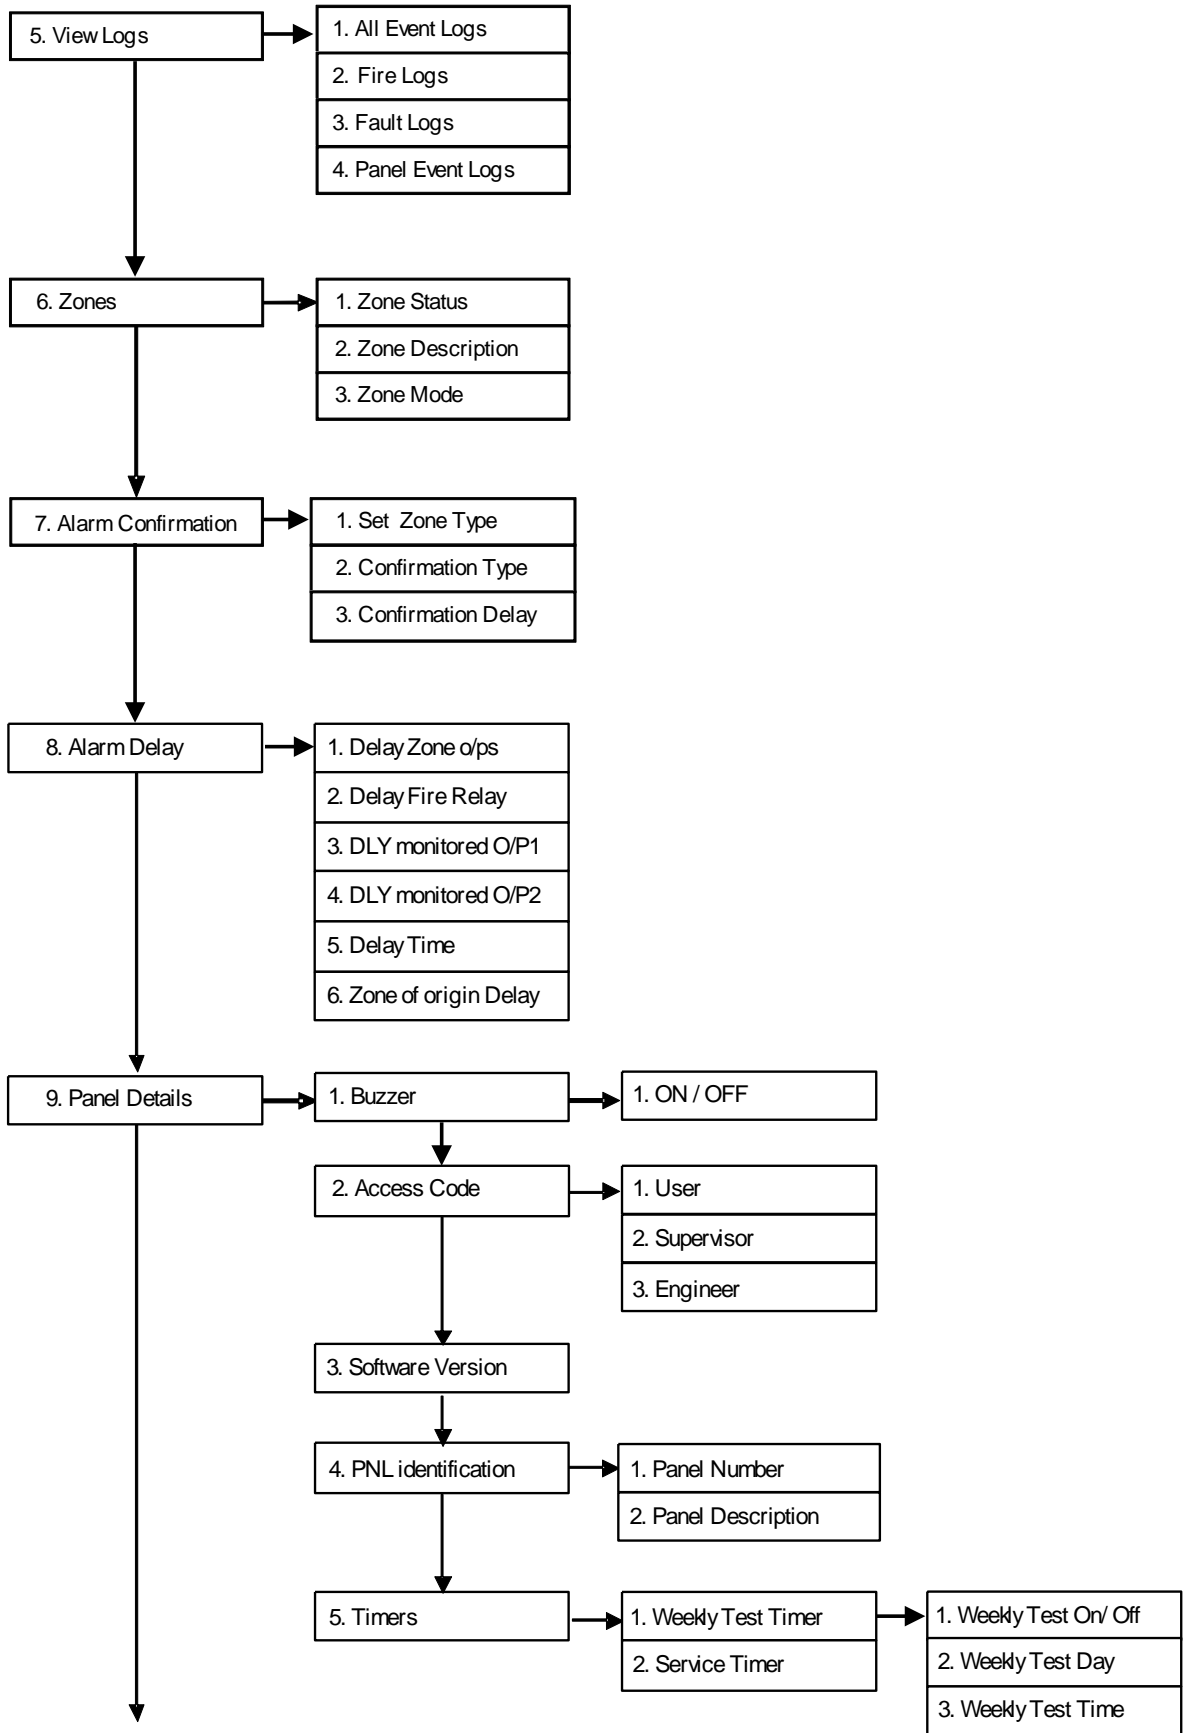 5. View Logs
1. All Event Logs
2. Fire Logs
3. Fault Logs
4. Panel Event Logs
6. Zones
1. Zone Status
2. Zone Description
3. Zone Mode
7. Alarm Confirmation
1. Set Zone Type
2. Confirmation Type
3. Confirmation Delay
8. Alarm Delay
1. Delay Zone o/ps
2. Delay Fire Relay
3. DLY monitored O/P1
4. DLY monitored O/P2
5. Delay Time
6. Zone of origin Delay
9. Panel Details
1. Buzzer
1. ON / OFF
2. Access Code
1. User
2. Supervisor
3. Engineer
3. Software Version
4. PNL identification
1. Panel Number
2. Panel Description
5. Timers
1. Weekly Test Timer
2. Service Timer
1. Weekly Test On/ Off
2. Weekly Test Day
3. Weekly Test Time